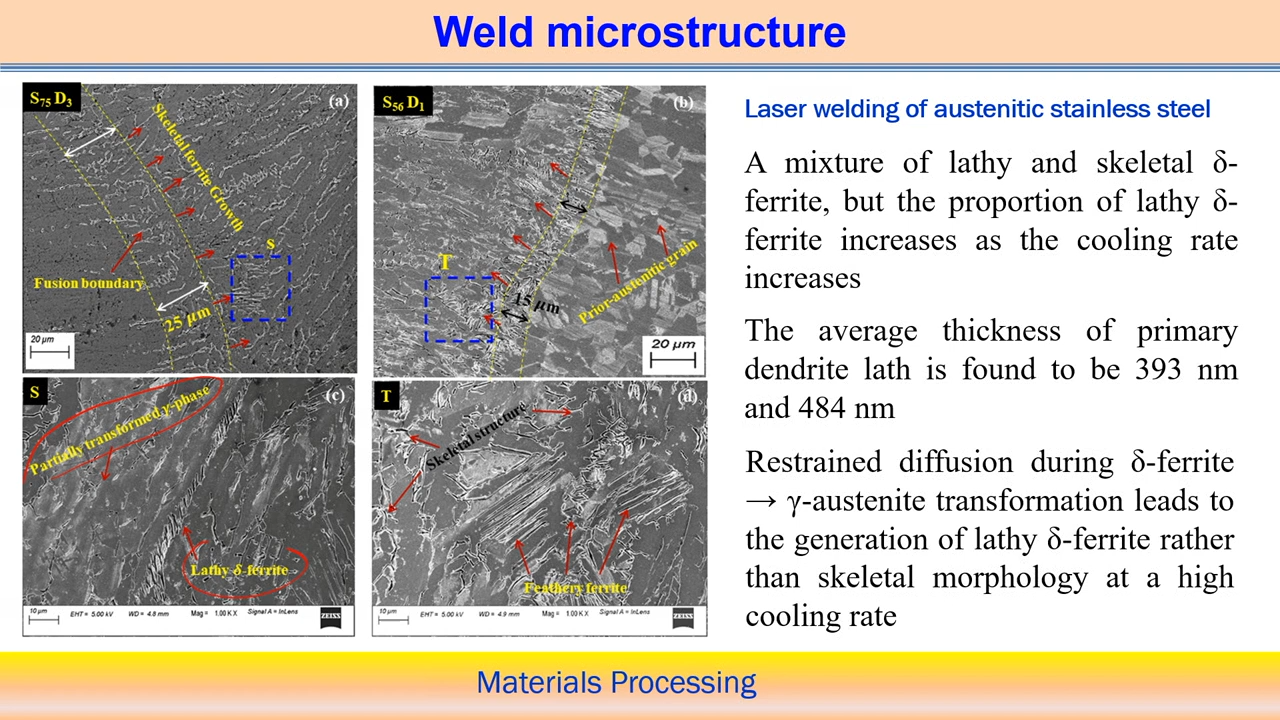 Weld microstructure
S75 D3
(a)
Skeletal ferrite Growth
S
Fusion boundary
25 μm
20 μm
S56 D1
(b)
T
15 μm
Prior-austenitic grain
20 μm
S
(c)
Partially transformed γ-phase
Lathy δ-ferrite
10 μm
EHT = 5.00 kV WD = 4.8 mm Mag = 1.00 K X Signal A = InLens
ZEISS
T
(d)
Skeletal structure
Feathery ferrite
10 μm
EHT = 5.00 kV WD = 4.9 mm Mag = 1.00 K X Signal A = InLens
ZEISS
Laser welding of austenitic stainless steel
A mixture of lathy and skeletal δ-
ferrite, but the proportion of lathy δ-
ferrite increases as the cooling rate
increases
The average thickness of primary
dendrite lath is found to be 393 nm
and 484 nm
Restrained diffusion during δ-ferrite
→ γ-austenite transformation leads to
the generation of lathy δ-ferrite rather
than skeletal morphology at a high
cooling rate
Materials Processing